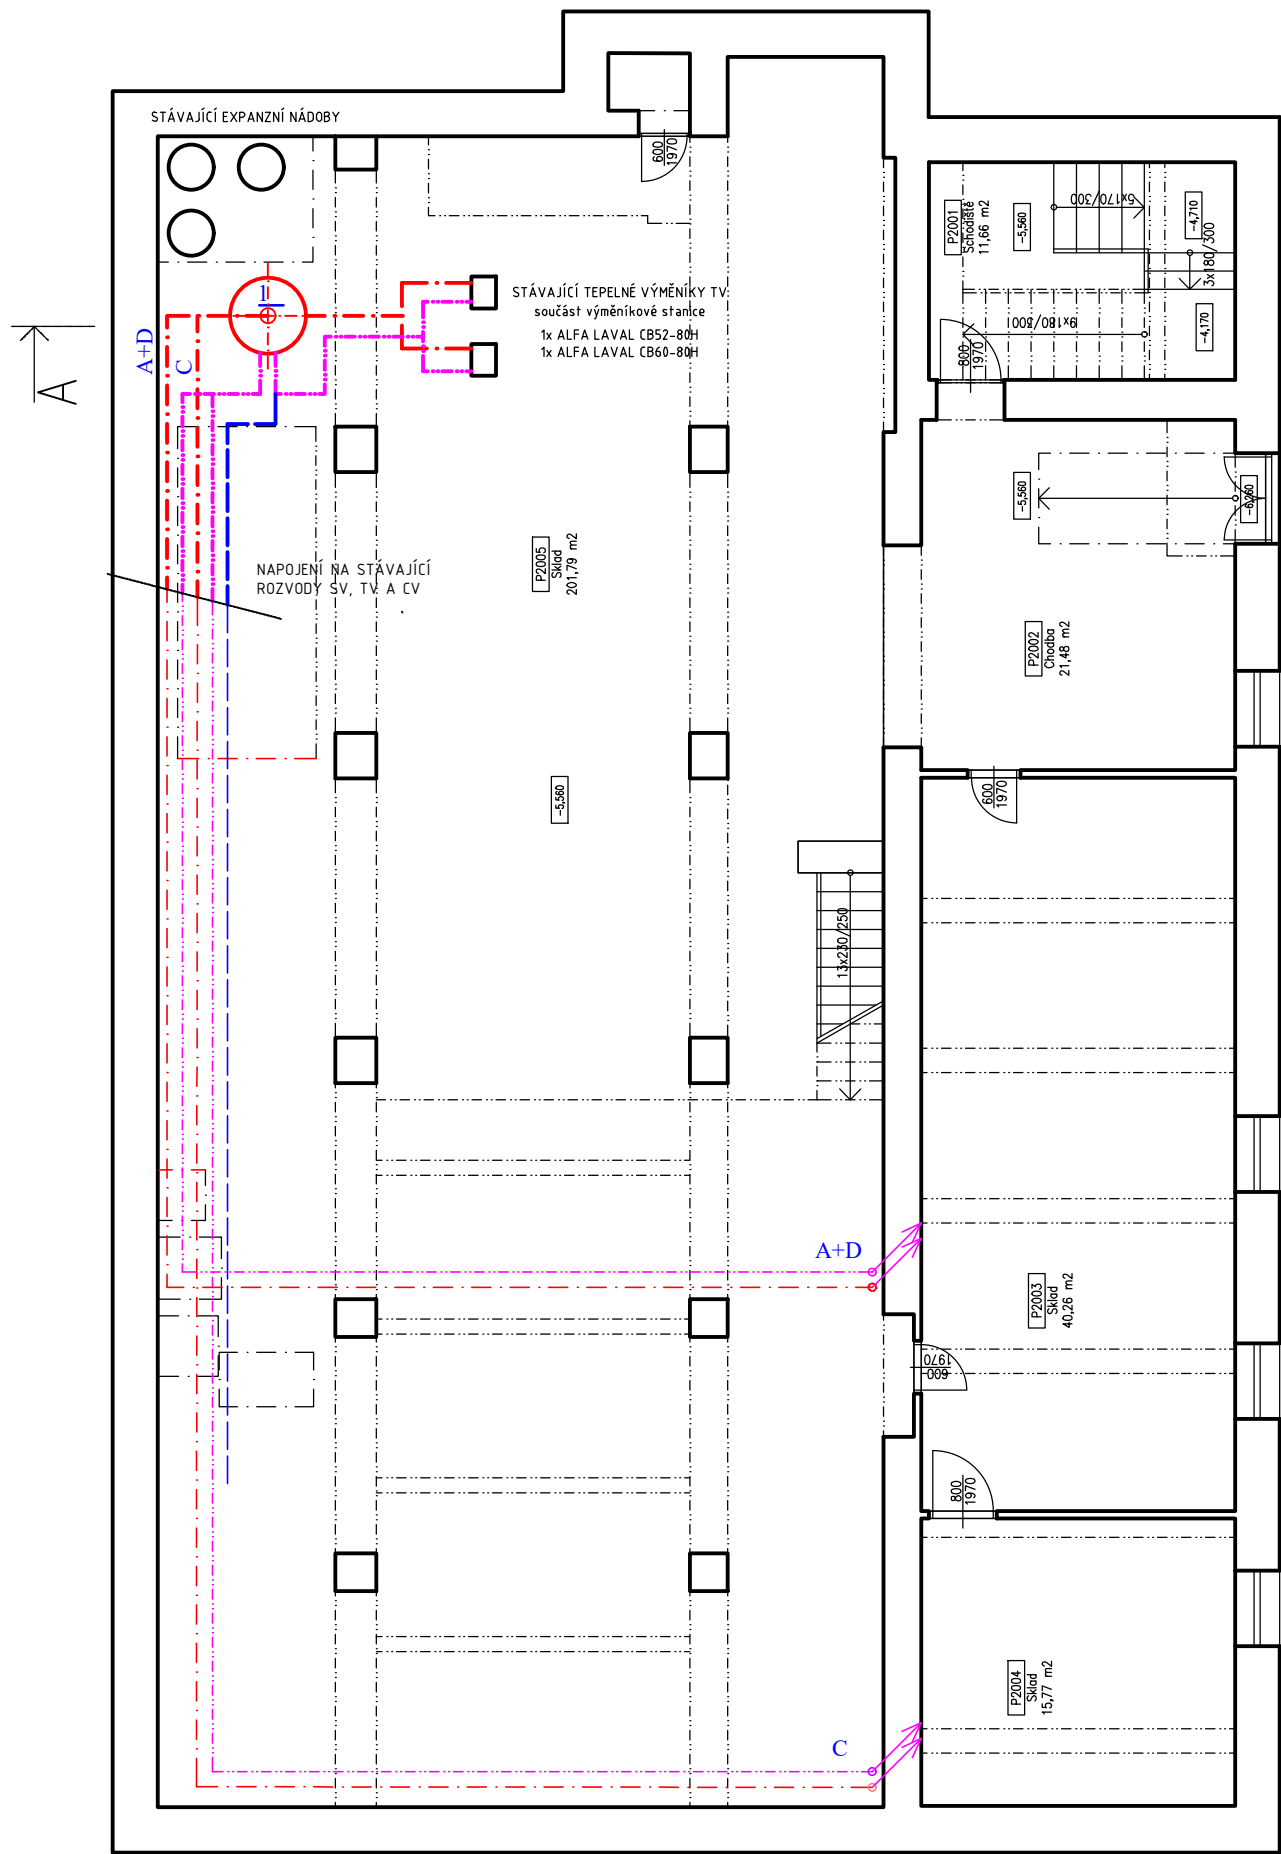 STÁVAJÍCÍ EXPANZNÍ NÁDOBY
600
1970
P2001
Schodiště
11,66 m2
-5,560
5x170/300
-4,710
3x180/300
-4,170
9x180/300
800
1970
1
STÁVAJÍCÍ TEPELNÉ VÝMĚNÍKY TV
součást výměníkové stanice
1x ALFA LAVAL CB52-80H
1x ALFA LAVAL CB60-80H
A+D
C
A
-5,560
-6,260
P2005
Sklad
201,79 m2
NAPOJENÍ NA STÁVAJÍCÍ
ROZVODY SV, TV A CV
P2002
Chodba
21,48 m2
-5,560
600
1970
13x230/250
A+D
P2003
Sklad
40,26 m2
600
1970
800
1970
P2004
Sklad
15,77 m2
C